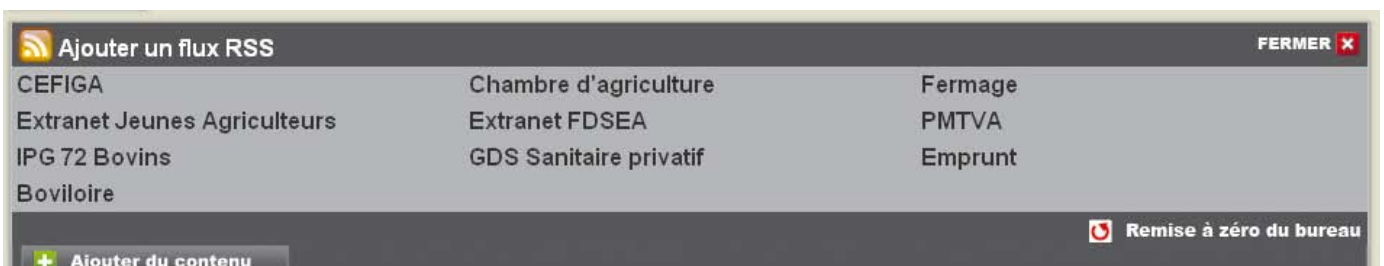 Ajouter un flux RSS FERMER
CEFIGA Chambre d'agriculture Fermage
Extranet Jeunes Agriculteurs Extranet FDSEA PMTVA
IPG 72 Bovins GDS Sanitaire privatif Emprunt
Boviloire
Remise à zéro du bureau
Ajouter du contenu